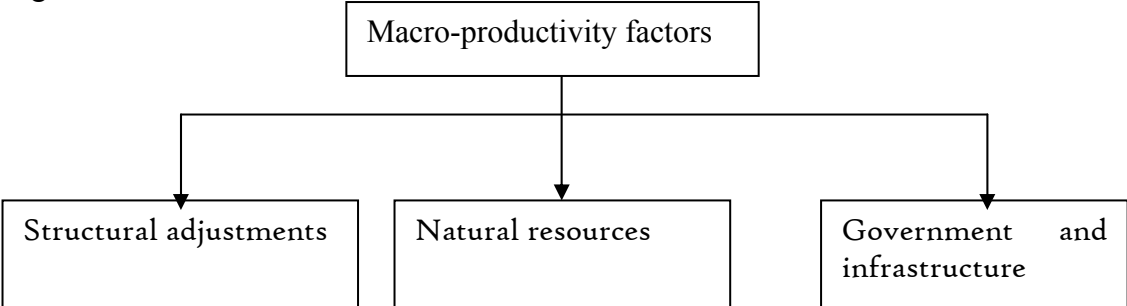 Macro-productivity factors
Structural adjustments
Natural resources
Government and
infrastructure